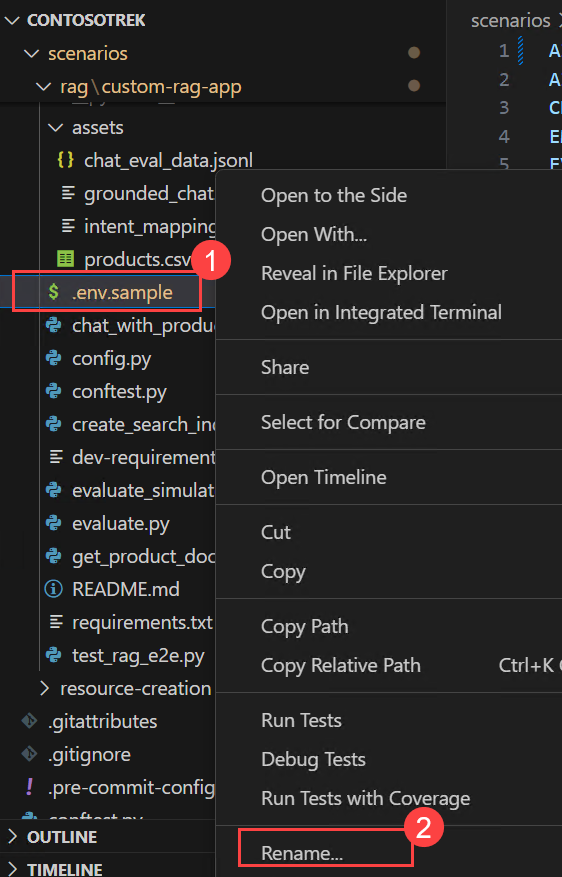 CONTOSOTREK
scenarios
rag\custom-rag-app
assets
chat_eval_data.jsonl
grounded_chat
intent_mapping
products.csv
1
$ .env.sample
chat_with_produ
config.py
conftest.py
create_search_in
dev-requirement
evaluate_simulat
evaluate.py
get_product_doc
README.md
requirements.txt
test_rag_e2e.py
resource-creation
.gitattributes
.gitignore
! .pre-commit-config
conftest.py
OUTLINE
TIMELINE
scenarios
1 A
2 A
3
4
5
Open to the Side
Open With...
Reveal in File Explorer
Open in Integrated Terminal
Share
Select for Compare
Open Timeline
Cut
Copy
Copy Path
Copy Relative Path Ctrl+K
Run Tests
Debug Tests
Run Tests with Coverage
2
Rename...